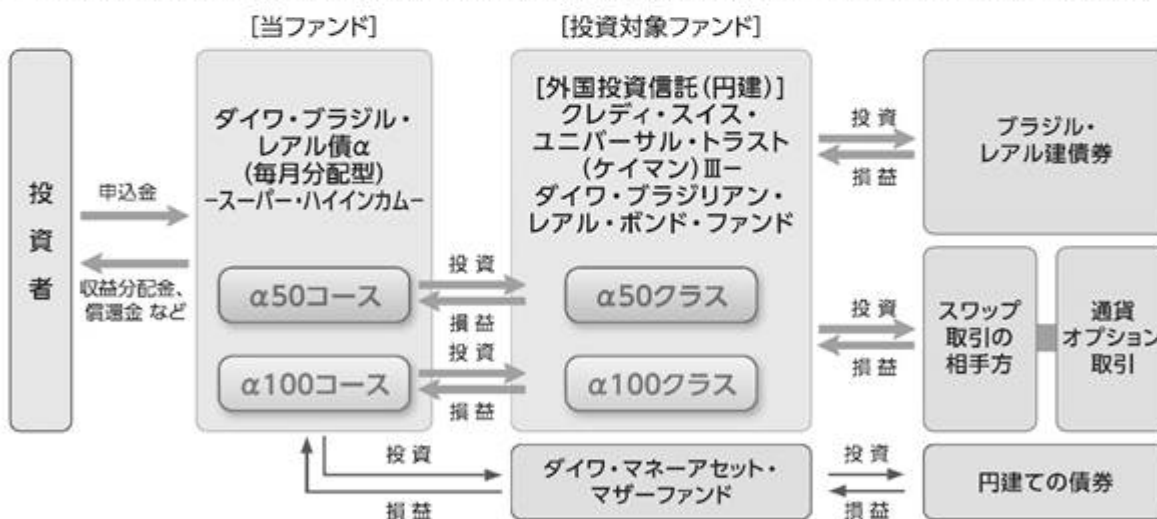 [当ファンド]
[投資対象ファンド]
投資者
申込金
収益分配金、
償還金 など
ダイワ・ブラジル・
レアル債α
(毎月分配型)
-スーパー・ハイインカム-
α50コース
α100コース
投資
損益
投資
損益
[外国投資信託(円建)]
クレディ・スイス・
ユニバーサル・トラスト
(ケイマン)Ⅲ-
ダイワ・ブラジリアン・
レアル・ボンド・ファンド
α50クラス
α100クラス
投資
損益
ブラジル・
レアル建債券
投資
損益
スワップ
取引の
相手方
通貨
オプション
取引
投資
損益
ダイワ・マネーアセット・
マザーファンド
投資
損益
円建ての債券